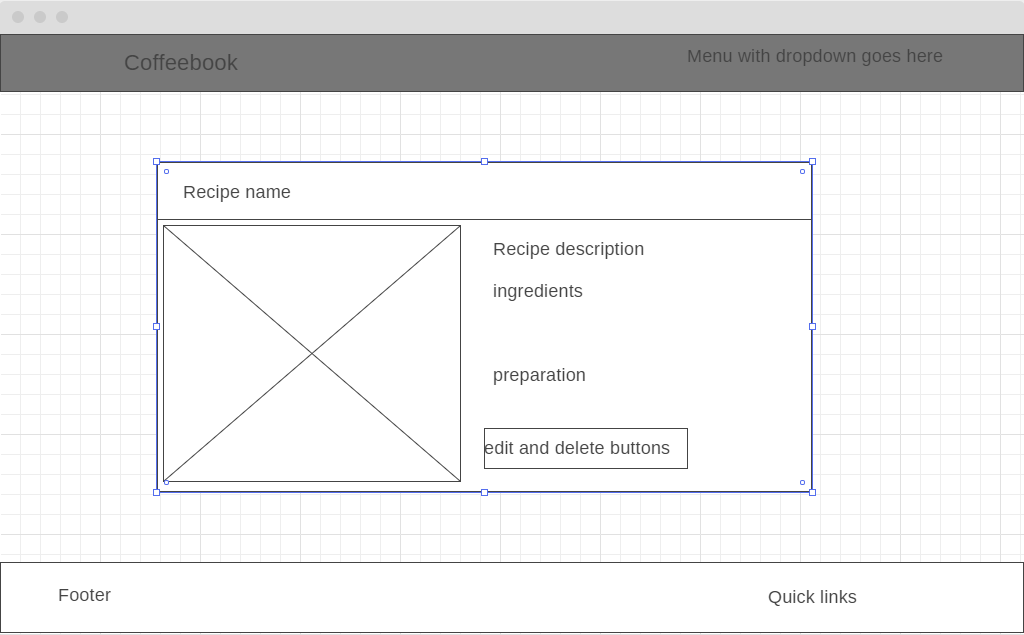 Coffeebook
Menu with dropdown goes here
Recipe name
Recipe description
ingredients
preparation
edit and delete buttons
Footer
Quick links